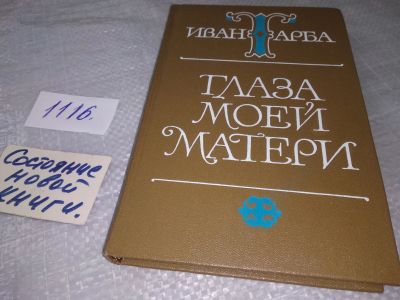 ИВАН ТАРБА
ГЛАЗА
МОЕЙ
МАТЕРИ
1116.
Состояние
новой
книги.